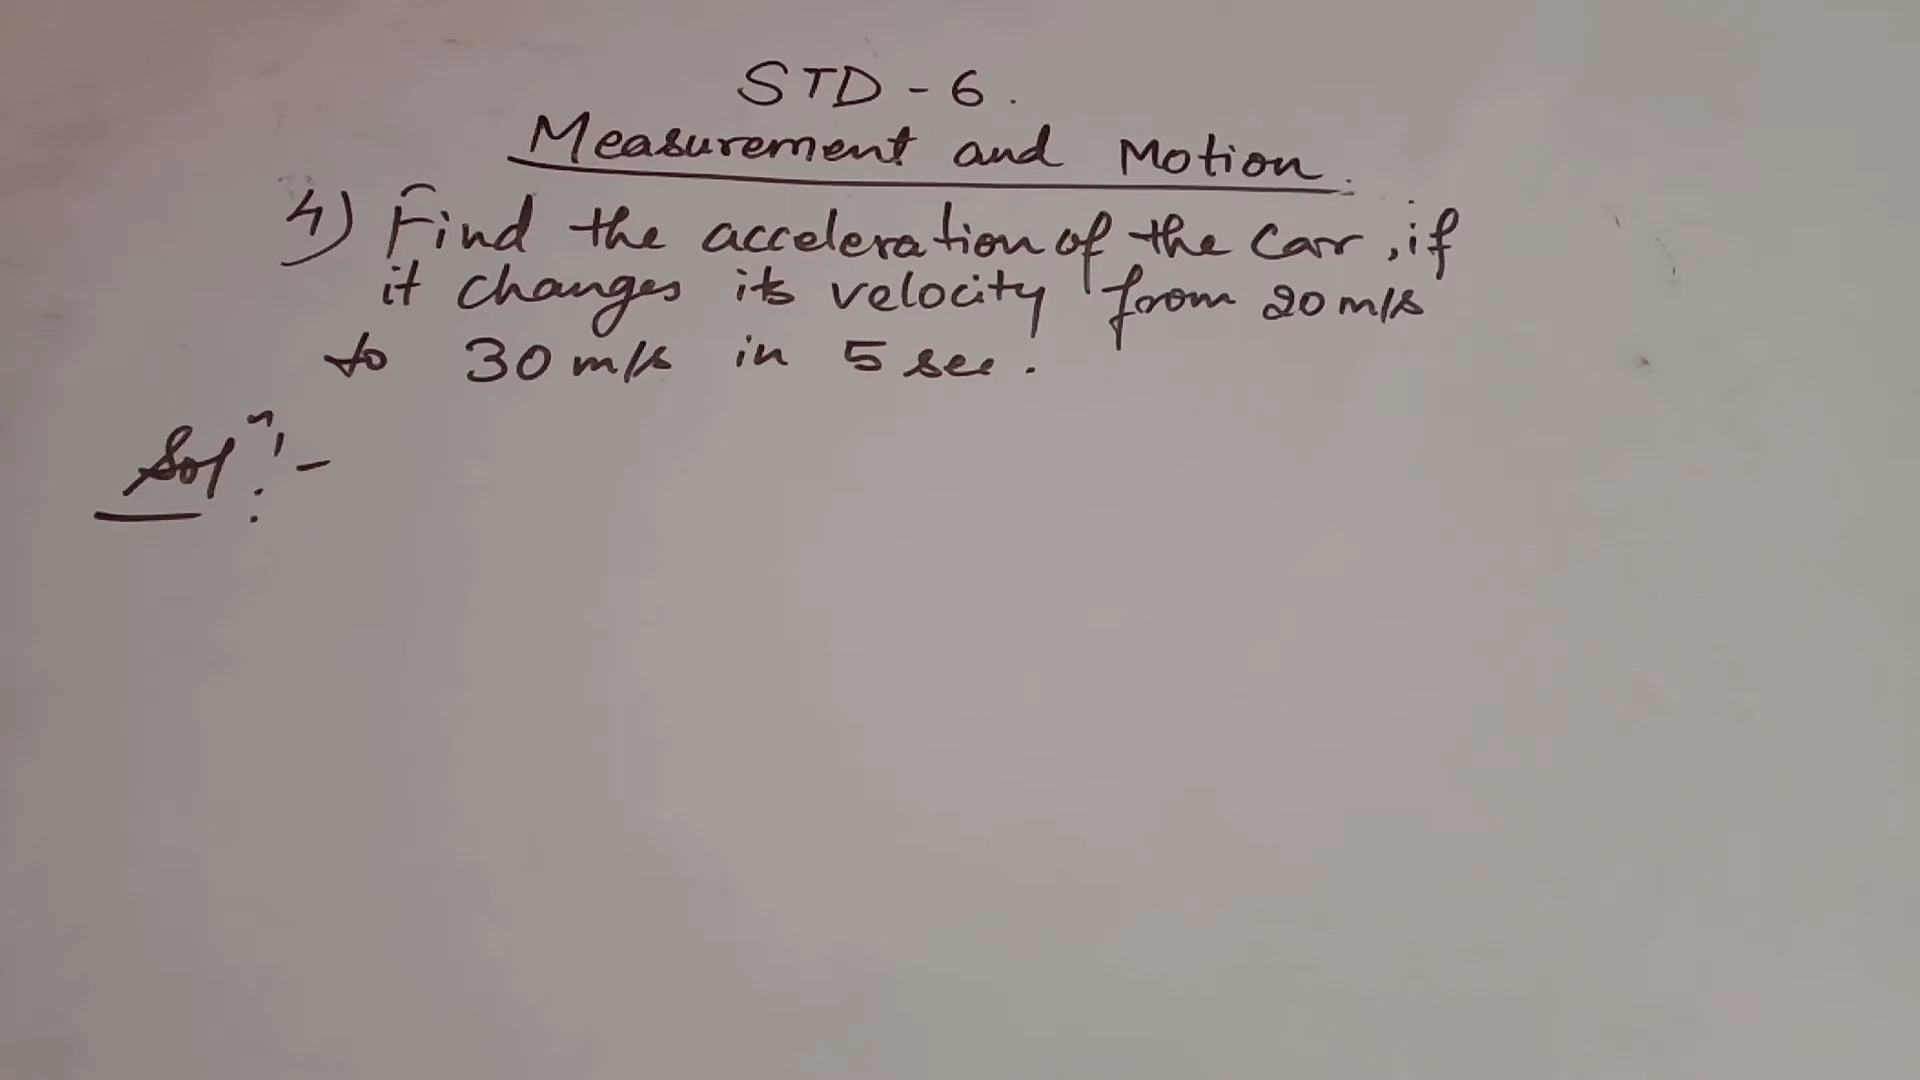 STD - 6.
Measurement and Motion.
4) Find the acceleration of the car, if
it changes its velocity from 20 m/s
to 30 m/s in 5 sec.
Solⁿ:-